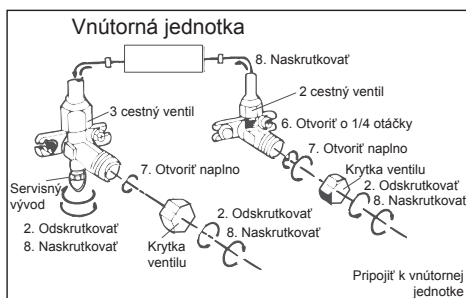 Vnútorná jednotka
8. Naskrutkovať
2 cestný ventil
3 cestný ventil
6. Otvoriť o 1/4 otáčky
7. Otvoriť naplno
Krytka ventilu
2. Odskrutkovať
8. Naskrutkovať
7. Otvoriť naplno
Servisný
vývod
2. Odskrutkovať
8. Naskrutkovať
Krytka
ventilu
2. Odskrutkovať
8. Naskrutkovať
Pripojiť k vnútornej
jednotke